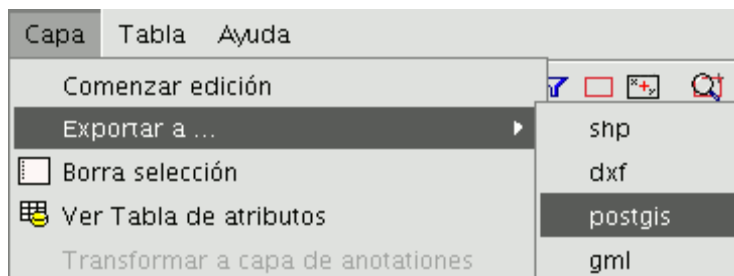 Capa Tabla Ayuda
Comenzar edición
Exportar a ...
shp
Borra selección
dxf
Ver Tabla de atributos
postgis
Transformar a capa de anotationes
gml